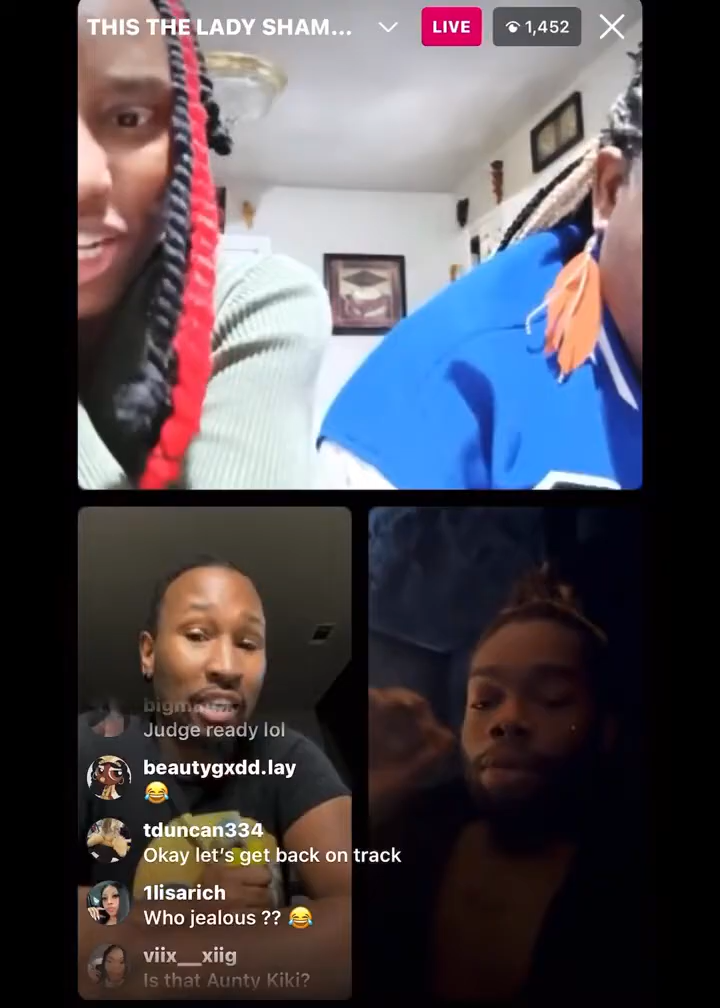 THIS THE LADY SHAM...
LIVE
1,452
Judge ready lol
beautygxdd.lay
😂
tduncan334
Okay let's get back on track
1lisarich
Who jealous ?? 😂
viix__xiig
Is that Aunty Kiki?